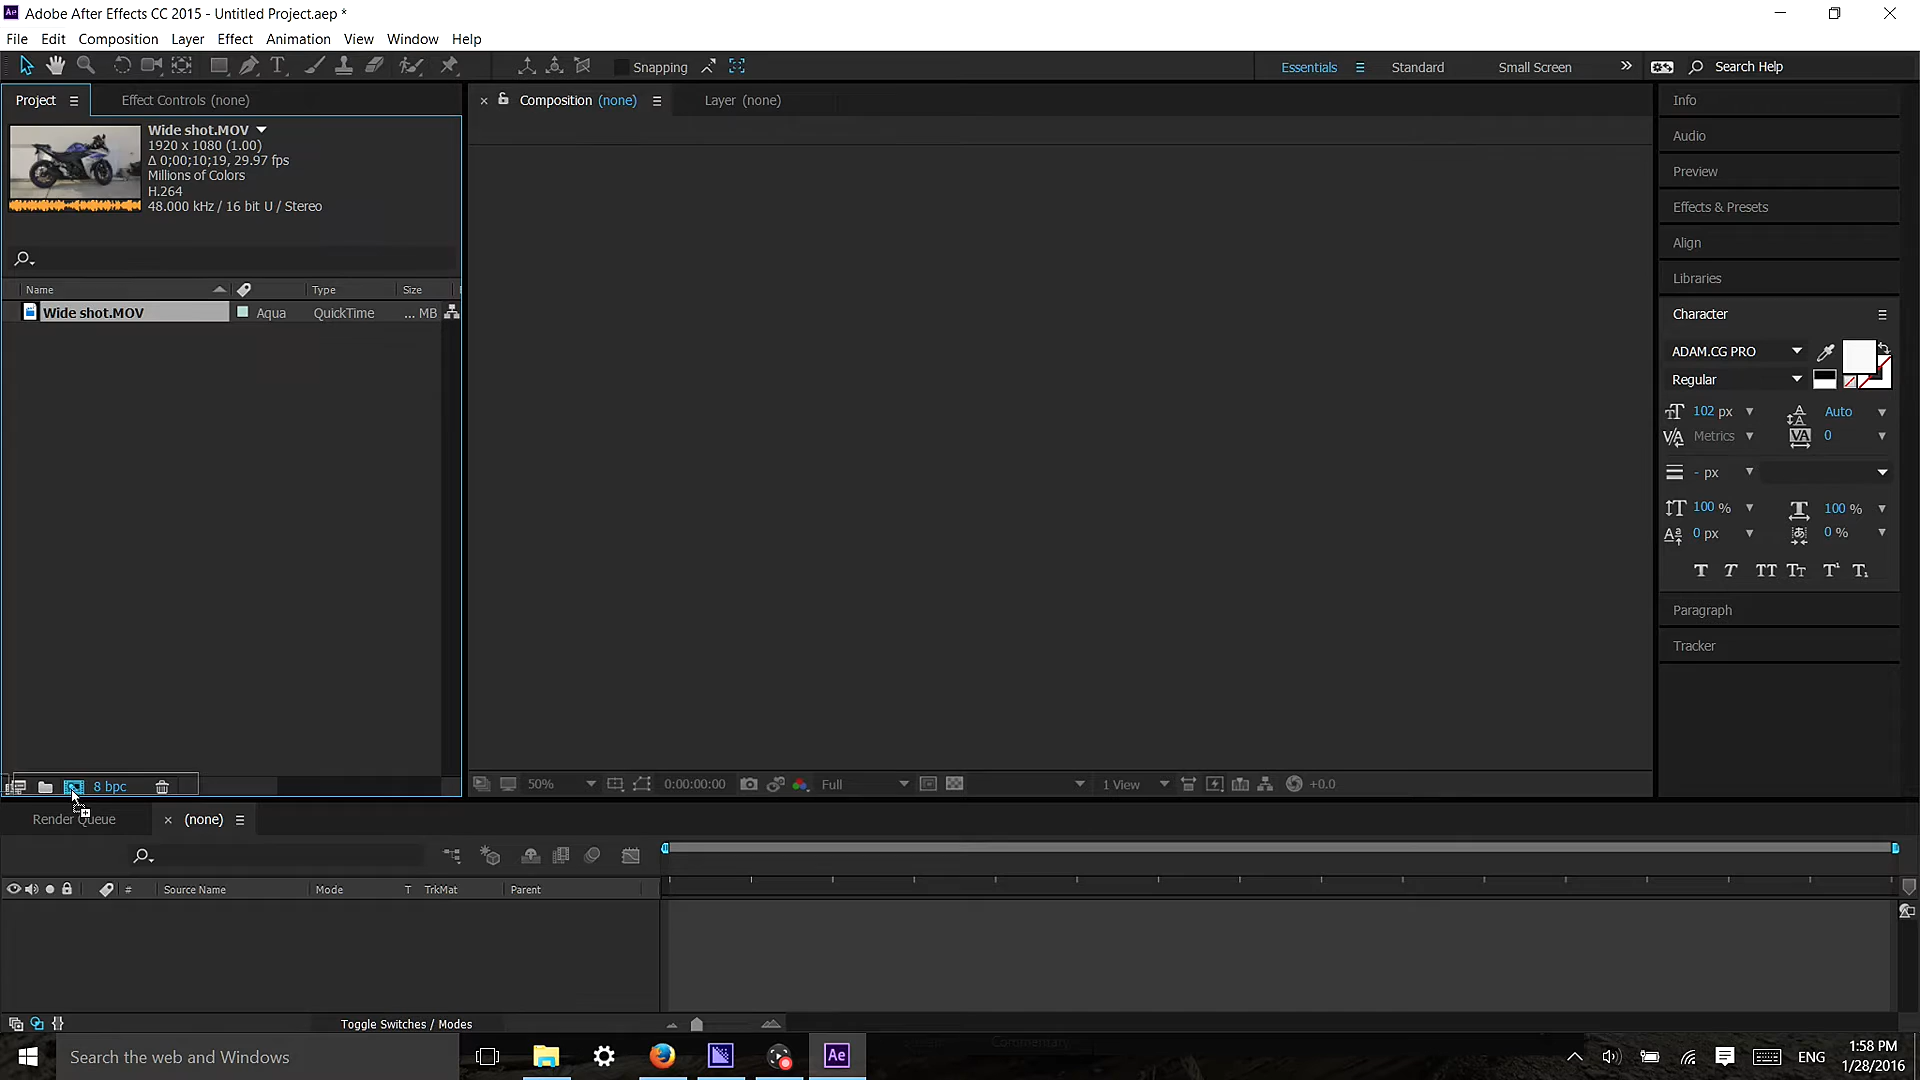 Adobe After Effects CC 2015 - Untitled Project.aep *
File Edit Composition Layer Effect Animation View Window Help
Snapping
Essentials Standard Small Screen Search Help
Project Effect Controls (none)
Composition (none) Layer (none)
Wide shot.MOV
1920 x 1080 (1.00)
Δ 0;00;10;19, 29.97 fps
Millions of Colors
H.264
48.000 kHz / 16 bit U / Stereo
Name Type Size
Wide shot.MOV Aqua QuickTime ... MB
Info
Audio
Preview
Effects & Presets
Align
Libraries
Character
ADAM.CG PRO
Regular
102 px Auto
Metrics 0
- px
100 % 100 %
0 px 0 %
T T TT Tт T¹ T₁
Paragraph
Tracker
8 bpc
50% 0:00:00:00 Full 1 View +0.0
Render Queue (none)
# Source Name Mode T TrkMat Parent
Toggle Switches / Modes
Search the web and Windows
Ae
ENG
1:58 PM
1/28/2016